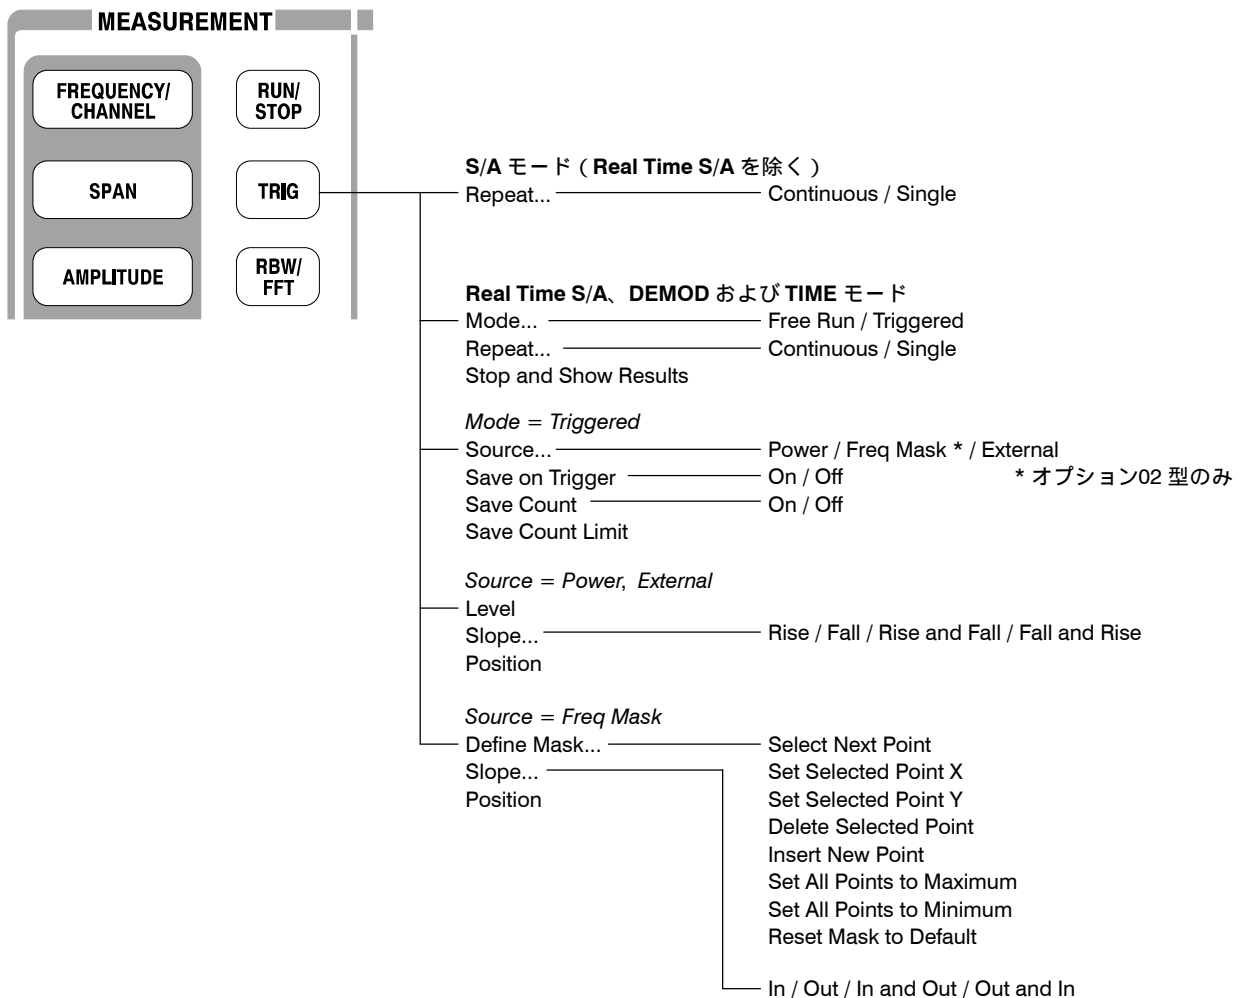 MEASUREMENT
FREQUENCY/
CHANNEL
RUN/
STOP
SPAN
TRIG
AMPLITUDE
RBW/
FFT
S/A モード（Real Time S/A を除く）
Repeat... Continuous / Single
Real Time S/A、DEMOD および TIME モード
Mode... Free Run / Triggered
Repeat... Continuous / Single
Stop and Show Results
Mode = Triggered
Source... Power / Freq Mask * / External
Save on Trigger On / Off * オプション02 型のみ
Save Count On / Off
Save Count Limit
Source = Power, External
Level
Slope... Rise / Fall / Rise and Fall / Fall and Rise
Position
Source = Freq Mask
Define Mask... Select Next Point
Slope... Set Selected Point X
Position Set Selected Point Y
Delete Selected Point
Insert New Point
Set All Points to Maximum
Set All Points to Minimum
Reset Mask to Default
In / Out / In and Out / Out and In